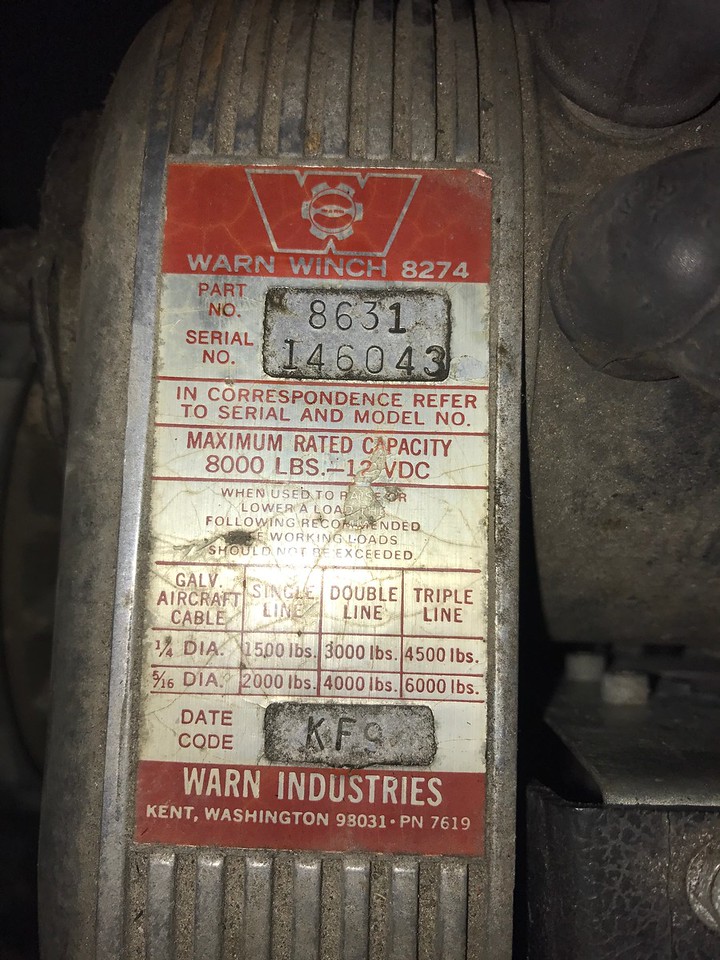 WARN WINCH 8274
PART NO. 8631
SERIAL NO. 146043
IN CORRESPONDENCE REFER
TO SERIAL AND MODEL NO.
MAXIMUM RATED CAPACITY
8000 LBS.—12 VDC
WHEN USED TO RAISE OR
LOWER A LOAD
FOLLOWING RECOMMENDED
WORKING LOADS
SHOULD NOT BE EXCEEDED
GALV. AIRCRAFT CABLE SINGLE LINE DOUBLE LINE TRIPLE LINE
1/4 DIA. 1500 lbs. 3000 lbs. 4500 lbs.
5/16 DIA. 2000 lbs. 4000 lbs. 6000 lbs.
DATE CODE KF9
WARN INDUSTRIES
KENT, WASHINGTON 98031 • PN 7619